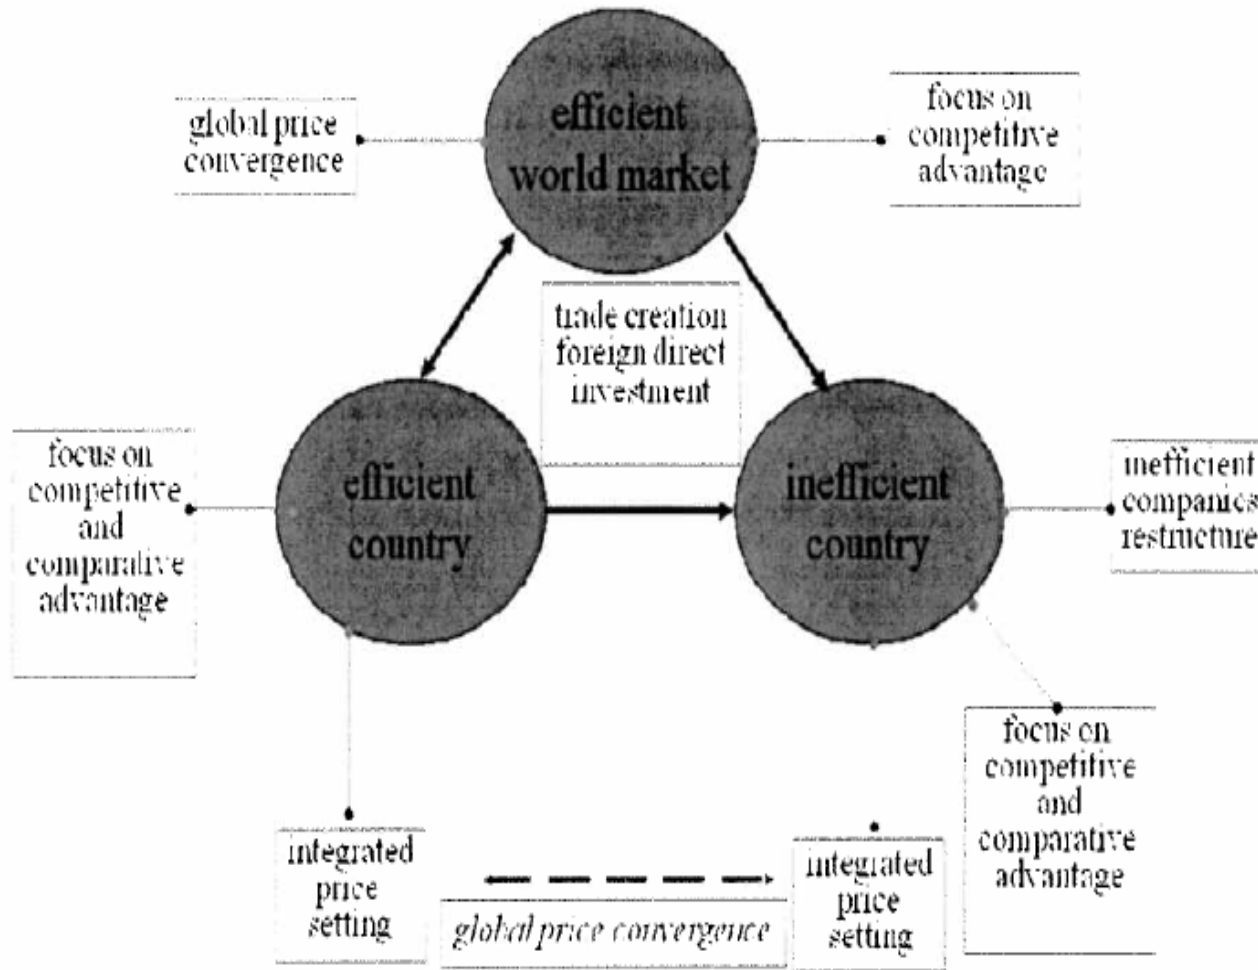 efficient
world market
global price
convergence
focus on
competitive
advantage
trade creation
foreign direct
investment
focus on
competitive
and
comparative
advantage
efficient
country
inefficient
country
inefficient
companies
restructure
focus on
competitive
and
comparative
advantage
integrated
price
setting
global price convergence
integrated
price
setting